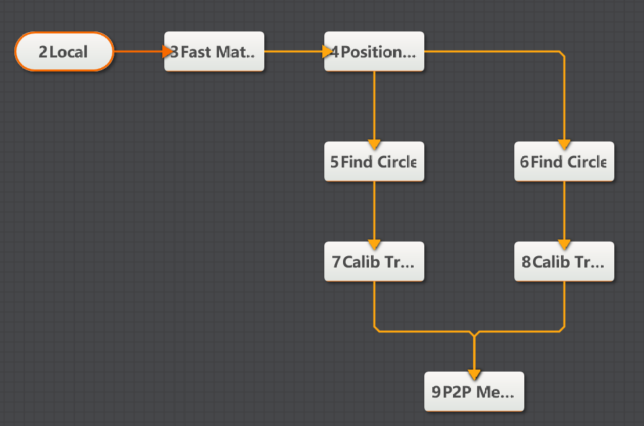 2Local
3Fast Mat..
4Position...
5Find Circle
6Find Circle
7Calib Tr...
8Calib Tr...
9P2P Me...